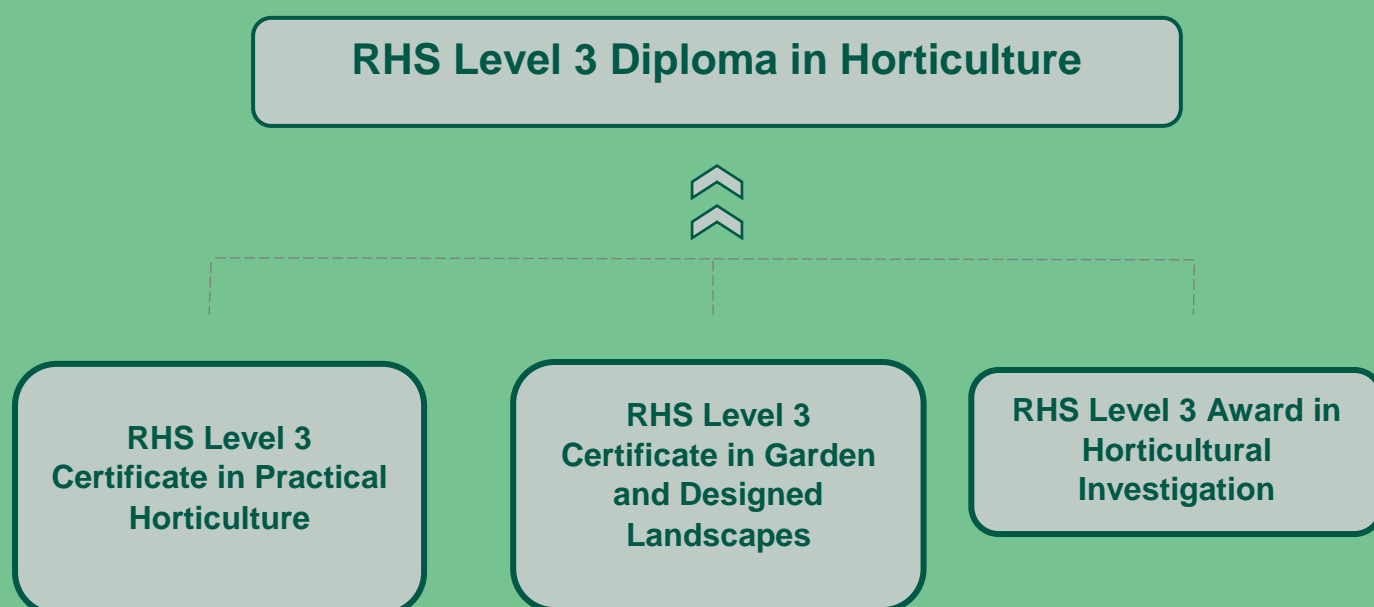 RHS Level 3 Diploma in Horticulture
RHS Level 3
Certificate in Practical
Horticulture
RHS Level 3
Certificate in Garden
and Designed
Landscapes
RHS Level 3 Award in
Horticultural
Investigation